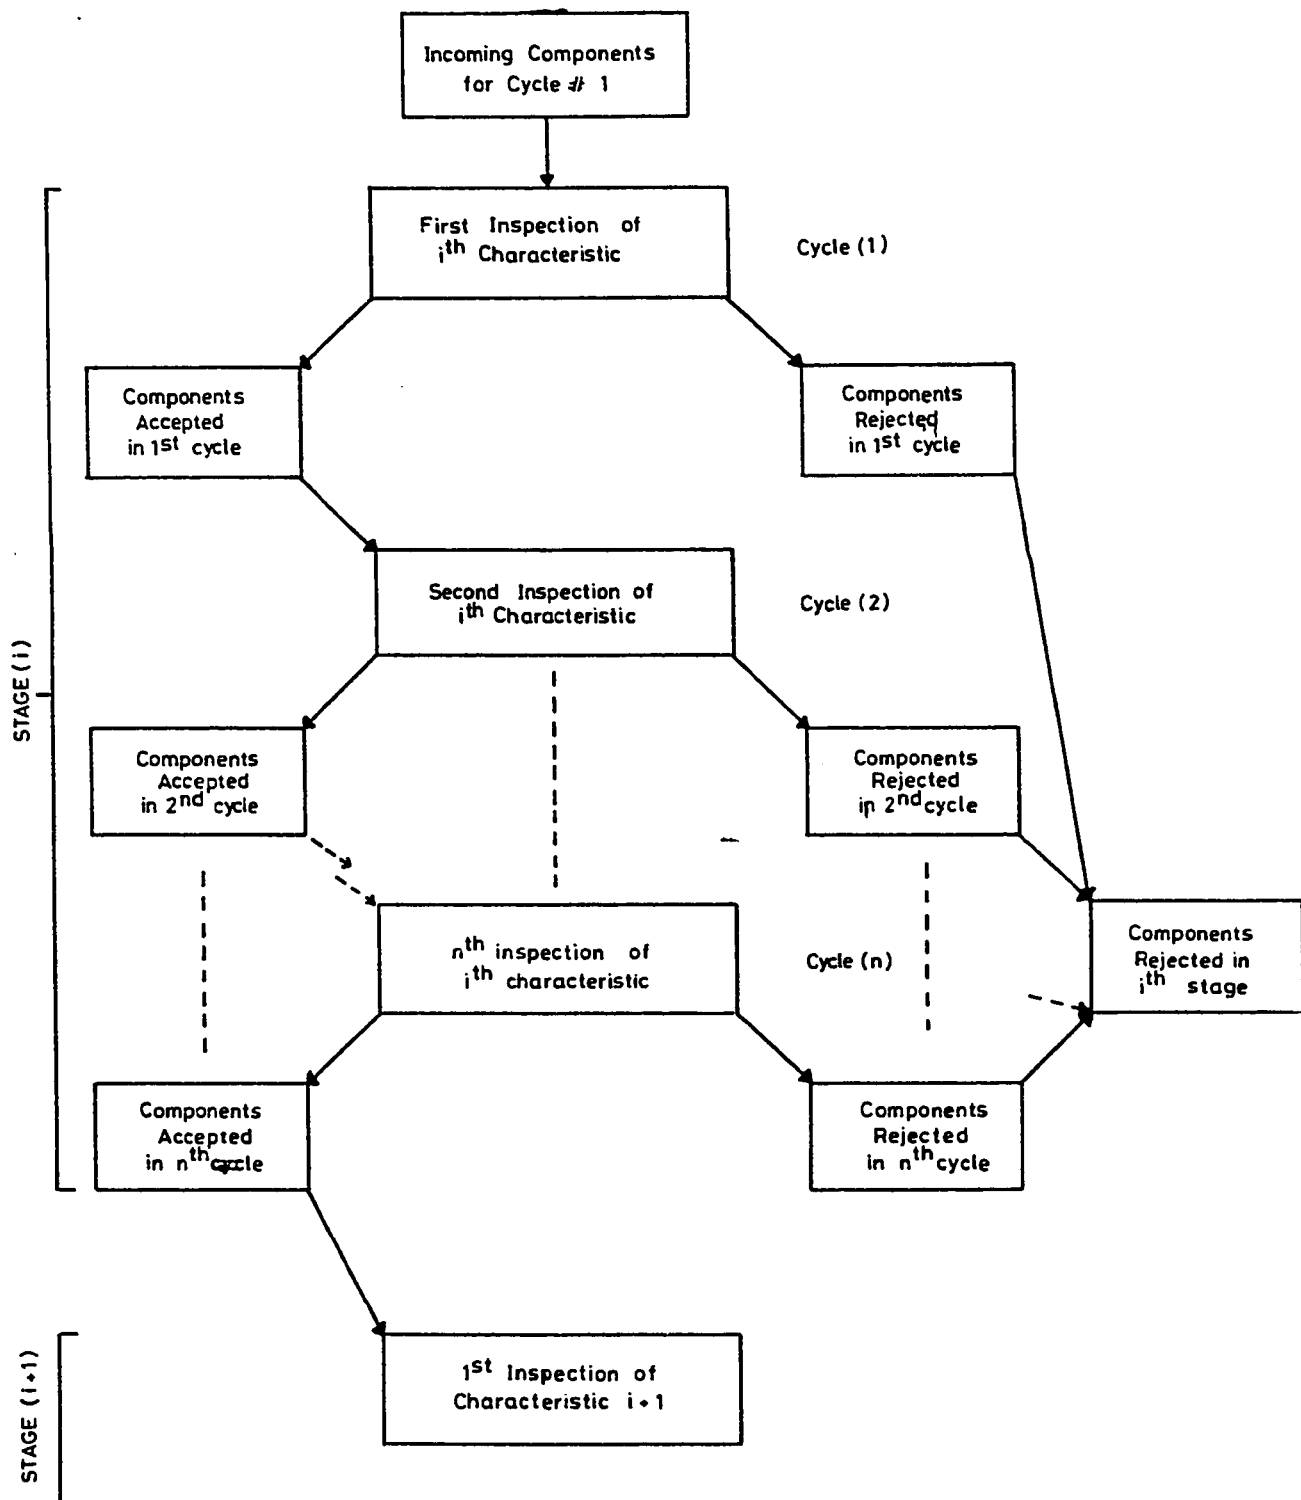 Incoming Components
for Cycle # 1
First Inspection of
ith Characteristic
Cycle (1)
Components
Accepted
in 1st cycle
Components
Rejected
in 1st cycle
Second Inspection of
ith Characteristic
Cycle (2)
STAGE (i)
Components
Accepted
in 2nd cycle
Components
Rejected
in 2nd cycle
nth inspection of
ith characteristic
Cycle (n)
Components
Rejected in
ith stage
Components
Accepted
in nth cycle
Components
Rejected
in nth cycle
STAGE (i+1)
1st Inspection of
Characteristic i+1